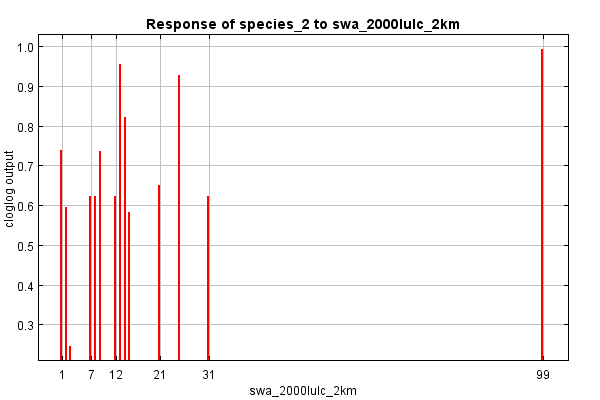 Response of species_2 to swa_2000lulc_2km
cloglog output
1.0
0.9
0.8
0.7
0.6
0.5
0.4
0.3
1 7 12 21 31 99
swa_2000lulc_2km